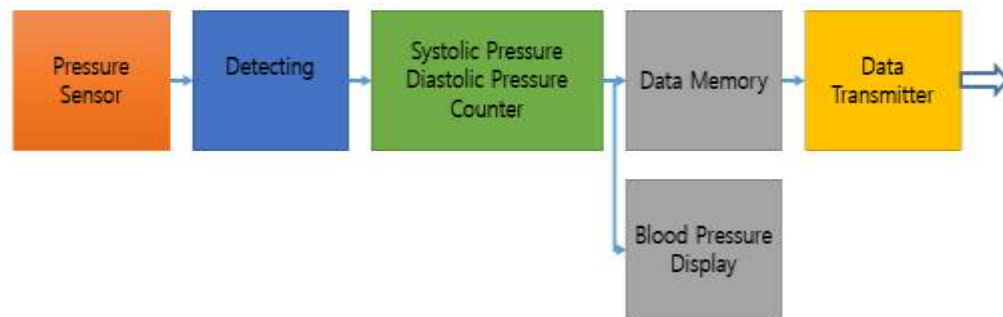 Pressure
Sensor
Detecting
Systolic Pressure
Diastolic Pressure
Counter
Data Memory
Data
Transmitter
Blood Pressure
Display